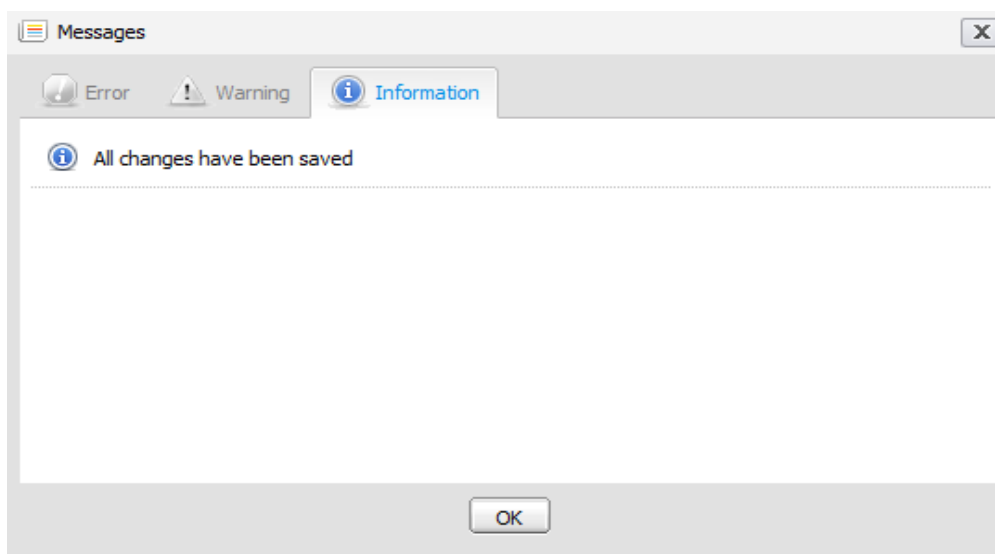 Messages
X
Error Warning Information
All changes have been saved
OK